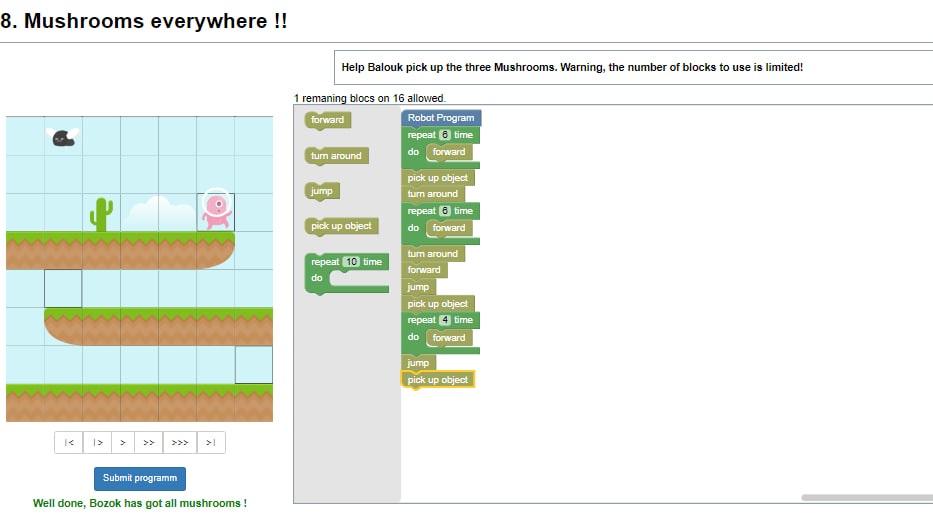 8. Mushrooms everywhere !!
Help Balouk pick up the three Mushrooms. Warning, the number of blocks to use is limited!
1 remaning blocs on 16 allowed.
forward
turn around
jump
pick up object
repeat 10 time
do
Robot Program
repeat 6 time
do forward
pick up object
turn around
repeat 6 time
do forward
turn around
forward
jump
pick up object
repeat 4 time
do forward
jump
pick up object
|< |> > >> >>> >|
Submit programm
Well done, Bozok has got all mushrooms !